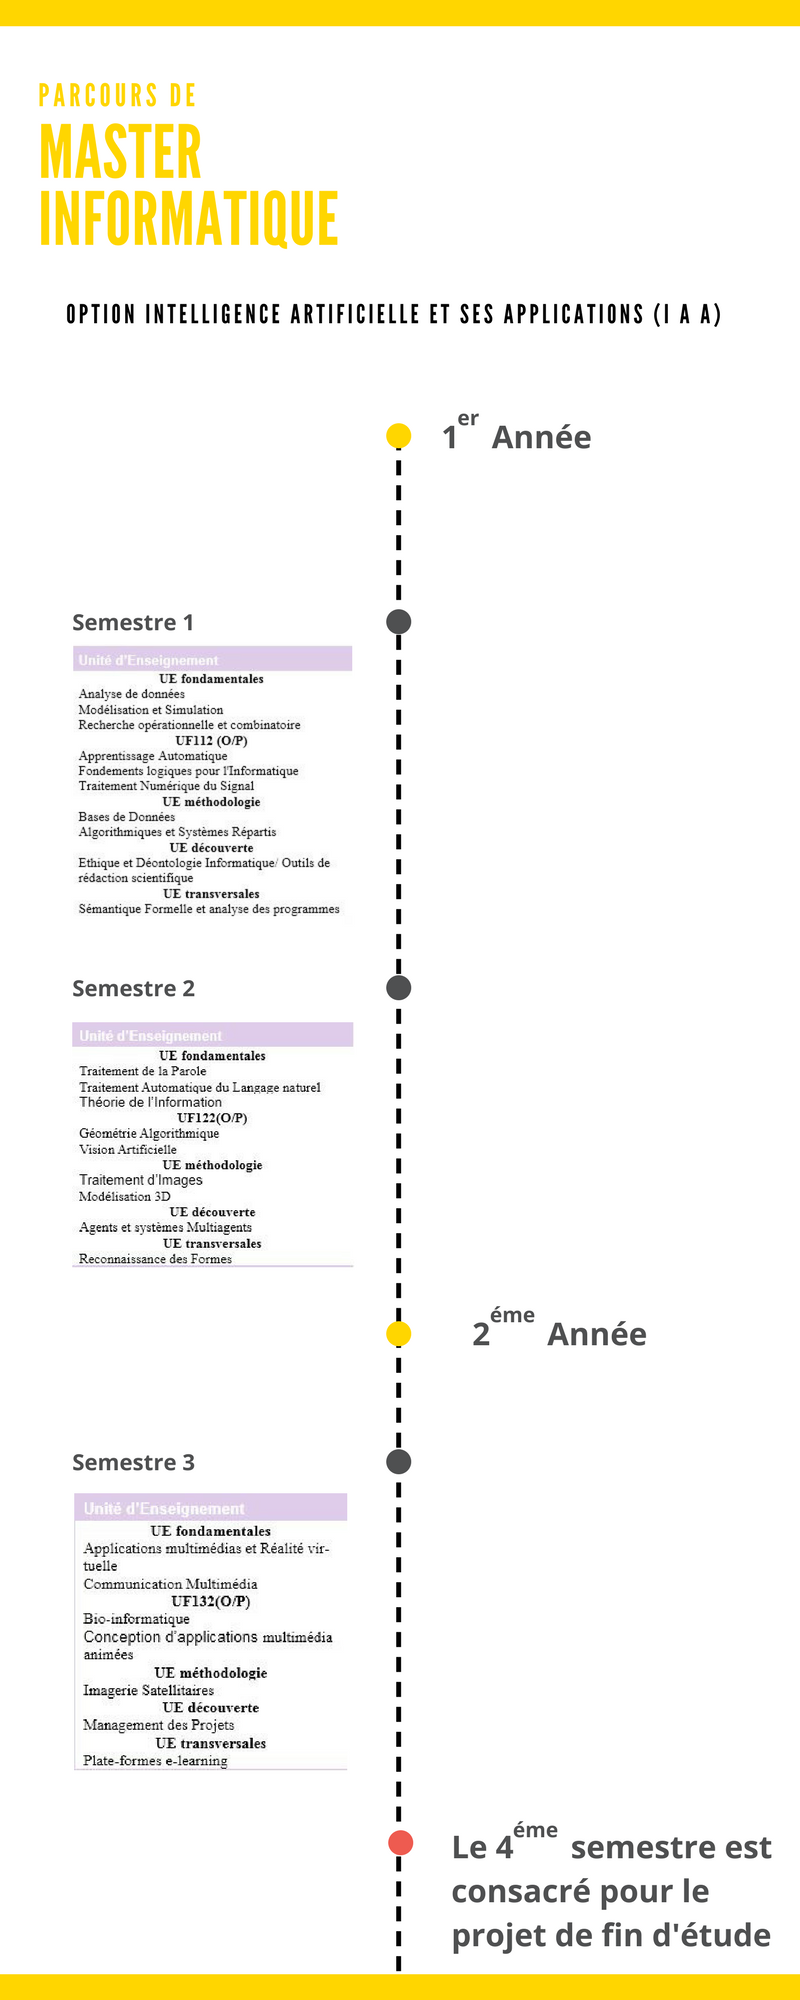 PARCOURS DE
MASTER
INFORMATIQUE
OPTION INTELLIGENCE ARTIFICIELLE ET SES APPLICATIONS (I A A)
1er Année
Semestre 1
Unité d'Enseignement
UE fondamentales
Analyse de données
Modélisation et Simulation
Recherche opérationnelle et combinatoire
UF112 (O/P)
Apprentissage Automatique
Fondements logiques pour l'Informatique
Traitement Numérique du Signal
UE méthodologie
Bases de Données
Algorithmiques et Systèmes Répartis
UE découverte
Ethique et Déontologie Informatique/ Outils de
rédaction scientifique
UE transversales
Sémantique Formelle et analyse des programmes
Semestre 2
Unité d'Enseignement
UE fondamentales
Traitement de la Parole
Traitement Automatique du Langage naturel
Théorie de l'Information
UF122(O/P)
Géométrie Algorithmique
Vision Artificielle
UE méthodologie
Traitement d'Images
Modélisation 3D
UE découverte
Agents et systèmes Multiagents
UE transversales
Reconnaissance des Formes
2éme Année
Semestre 3
Unité d'Enseignement
UE fondamentales
Applications multimédias et Réalité vir-
tuelle
Communication Multimédia
UF132(O/P)
Bio-informatique
Conception d'applications multimédia
animées
UE méthodologie
Imagerie Satellitaires
UE découverte
Management des Projets
UE transversales
Plate-formes e-learning
Le 4éme semestre est
consacré pour le
projet de fin d'étude